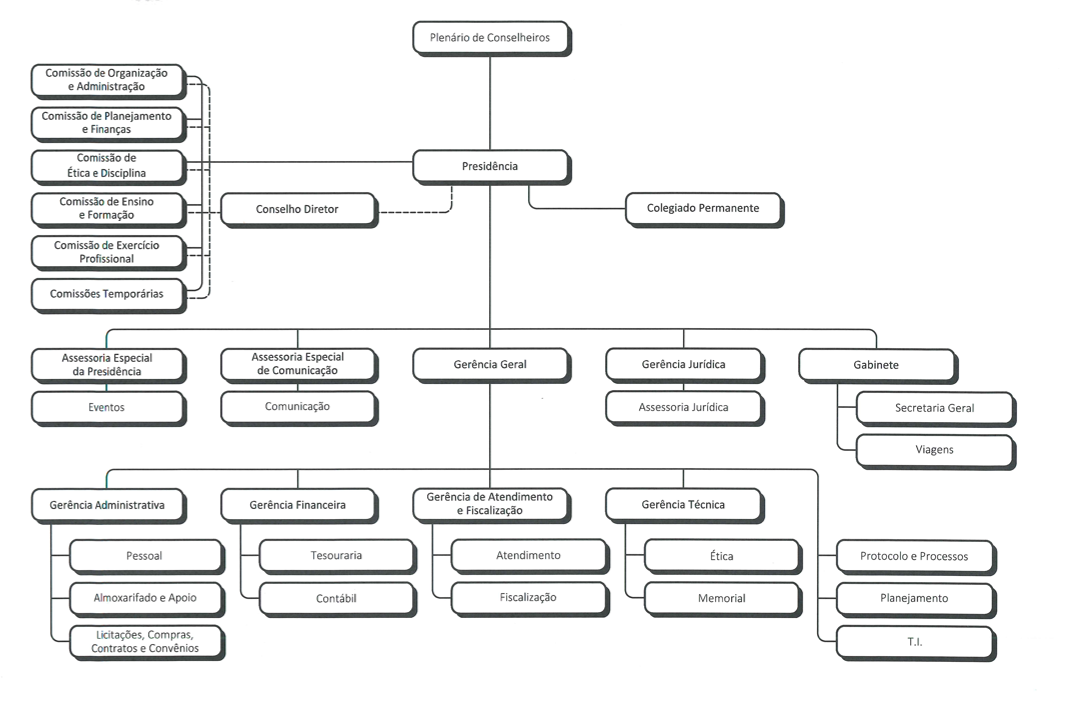 Plenário de Conselheiros
Comissão de Organização
e Administração
Comissão de Planejamento
e Finanças
Comissão de
Ética e Disciplina
Presidência
Comissão de Ensino
e Formação
Conselho Diretor
Colegiado Permanente
Comissão de Exercício
Profissional
Comissões Temporárias
Assessoria Especial
da Presidência
Assessoria Especial
de Comunicação
Gerência Geral
Gerência Jurídica
Gabinete
Eventos
Comunicação
Assessoria Jurídica
Secretaria Geral
Viagens
Gerência Administrativa
Gerência Financeira
Gerência de Atendimento
e Fiscalização
Gerência Técnica
Pessoal
Tesouraria
Atendimento
Ética
Protocolo e Processos
Almoxarifado e Apoio
Contábil
Fiscalização
Memorial
Planejamento
Licitações, Compras,
Contratos e Convênios
T.I.